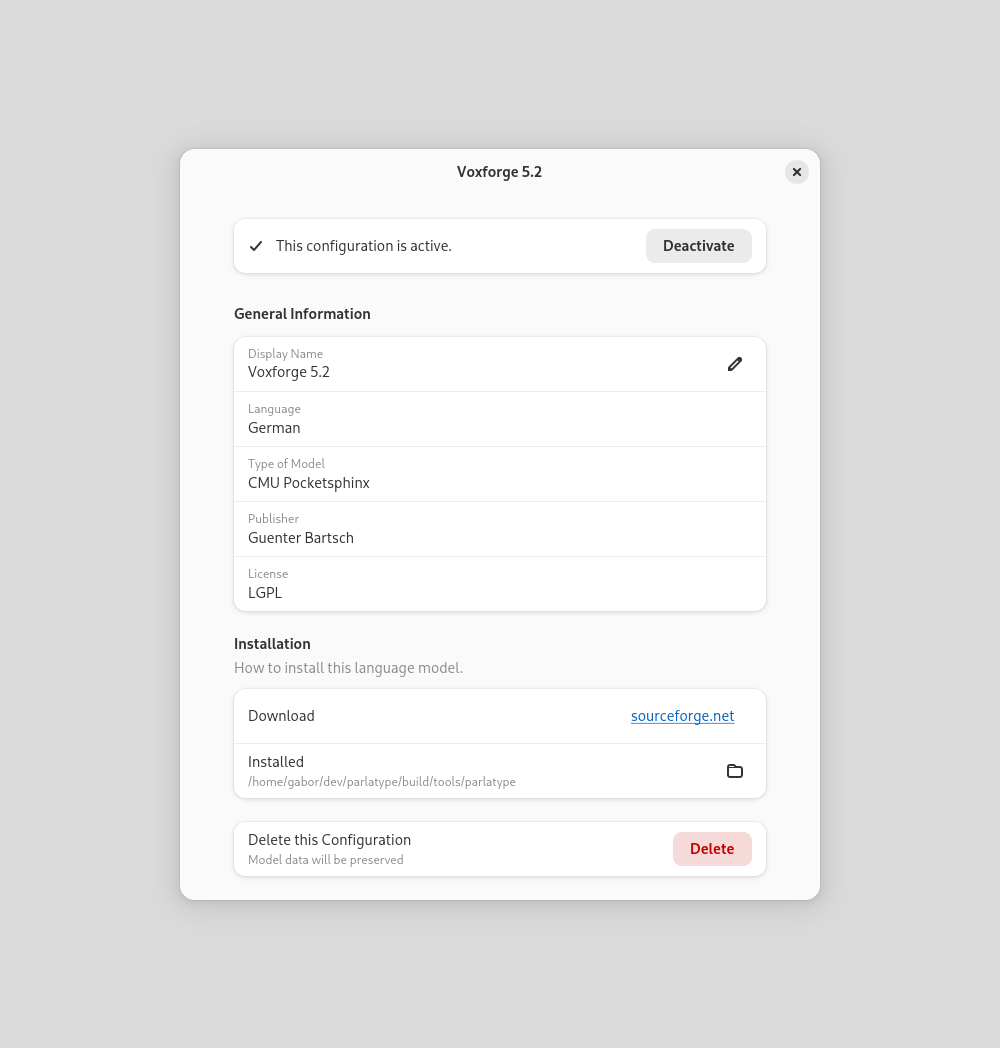 Voxforge 5.2
This configuration is active.
Deactivate
General Information
Display Name
Voxforge 5.2
Language
German
Type of Model
CMU Pocketsphinx
Publisher
Guenter Bartsch
License
LGPL
Installation
How to install this language model.
Download
sourceforge.net
Installed
/home/gabor/dev/parlatype/build/tools/parlatype
Delete this Configuration
Model data will be preserved
Delete